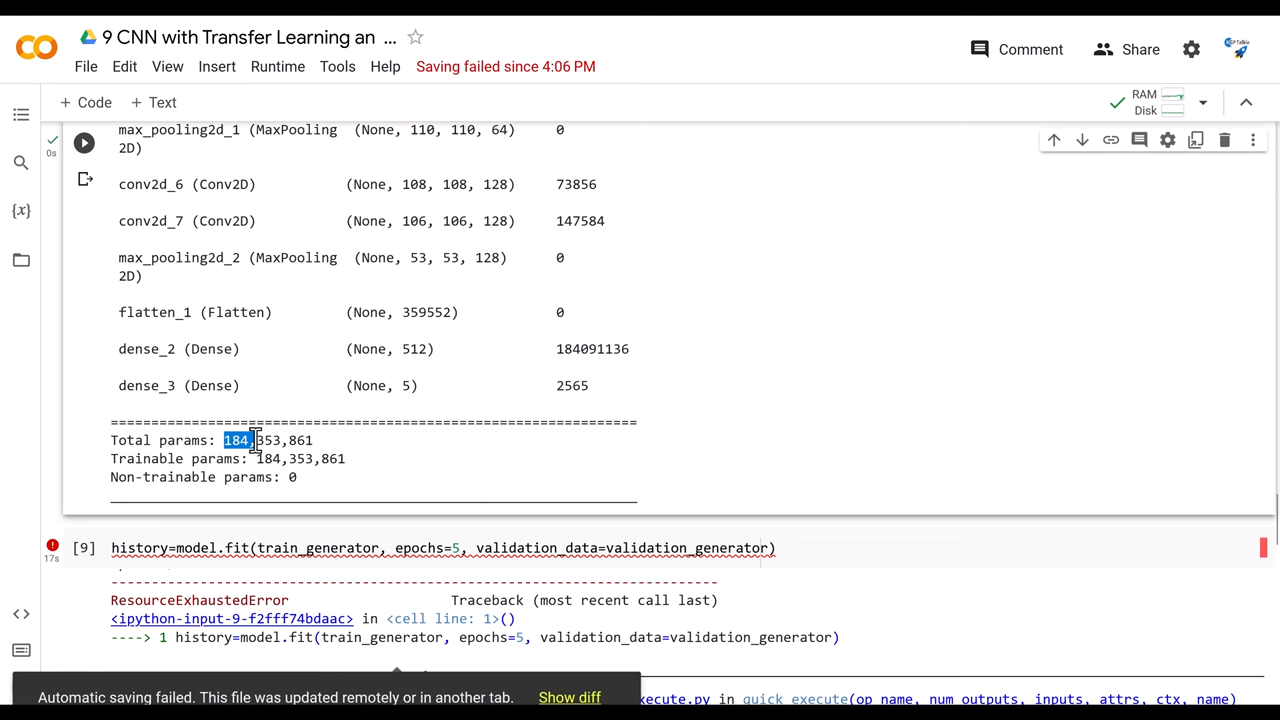 9 CNN with Transfer Learning an ...
Comment
Share
File Edit View Insert Runtime Tools Help Saving failed since 4:06 PM
+ Code + Text
RAM
Disk
max_pooling2d_1 (MaxPooling (None, 110, 110, 64) 0
2D)
0s
conv2d_6 (Conv2D) (None, 108, 108, 128) 73856
{x}
conv2d_7 (Conv2D) (None, 106, 106, 128) 147584
max_pooling2d_2 (MaxPooling (None, 53, 53, 128) 0
2D)
flatten_1 (Flatten) (None, 359552) 0
dense_2 (Dense) (None, 512) 184091136
dense_3 (Dense) (None, 5) 2565
=================================================================
Total params: 184,353,861
Trainable params: 184,353,861
Non-trainable params: 0
_________________________________________________________________
[9] history=model.fit(train_generator, epochs=5, validation_data=validation_generator)
17s
---------------------------------------------------------------------------
ResourceExhaustedError Traceback (most recent call last)
<ipython-input-9-f2fff74bdaac> in <cell line: 1>()
----> 1 history=model.fit(train_generator, epochs=5, validation_data=validation_generator)
Automatic saving failed. This file was updated remotely or in another tab. Show diff
xecute.py in quick_execute(op_name, num_outputs, inputs, attrs, ctx, name)